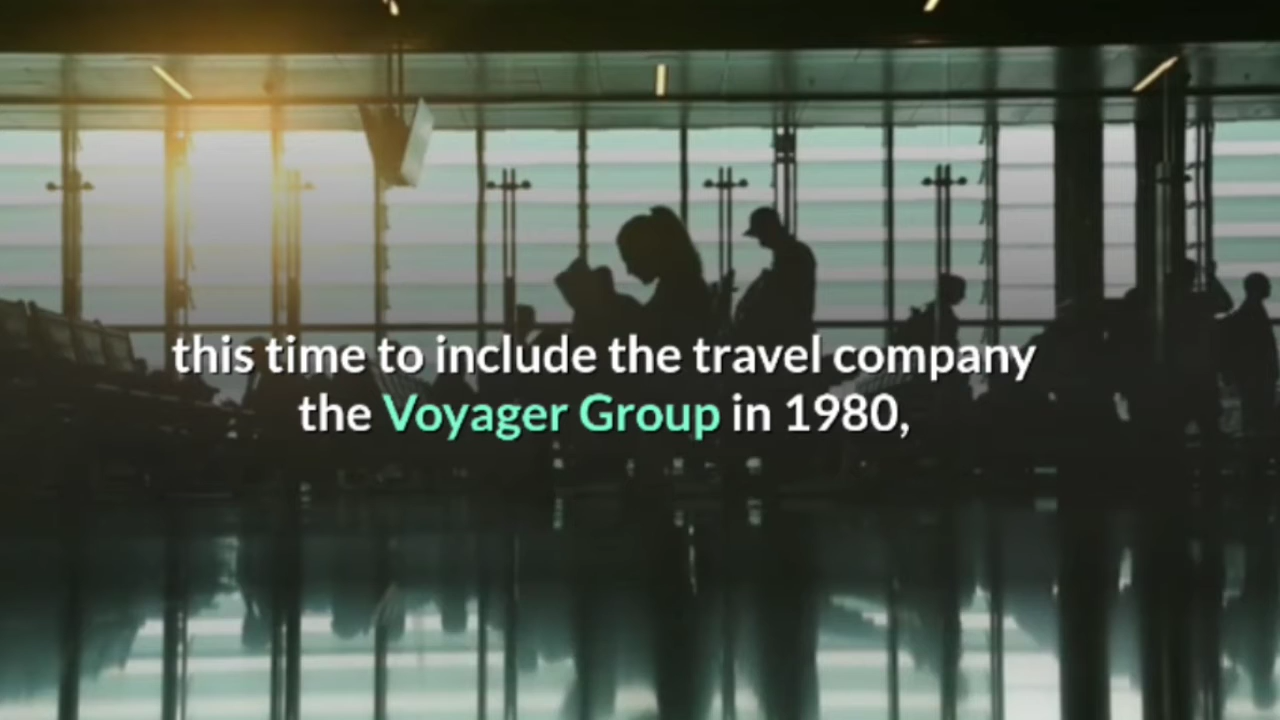 this time to include the travel company
the Voyager Group in 1980,